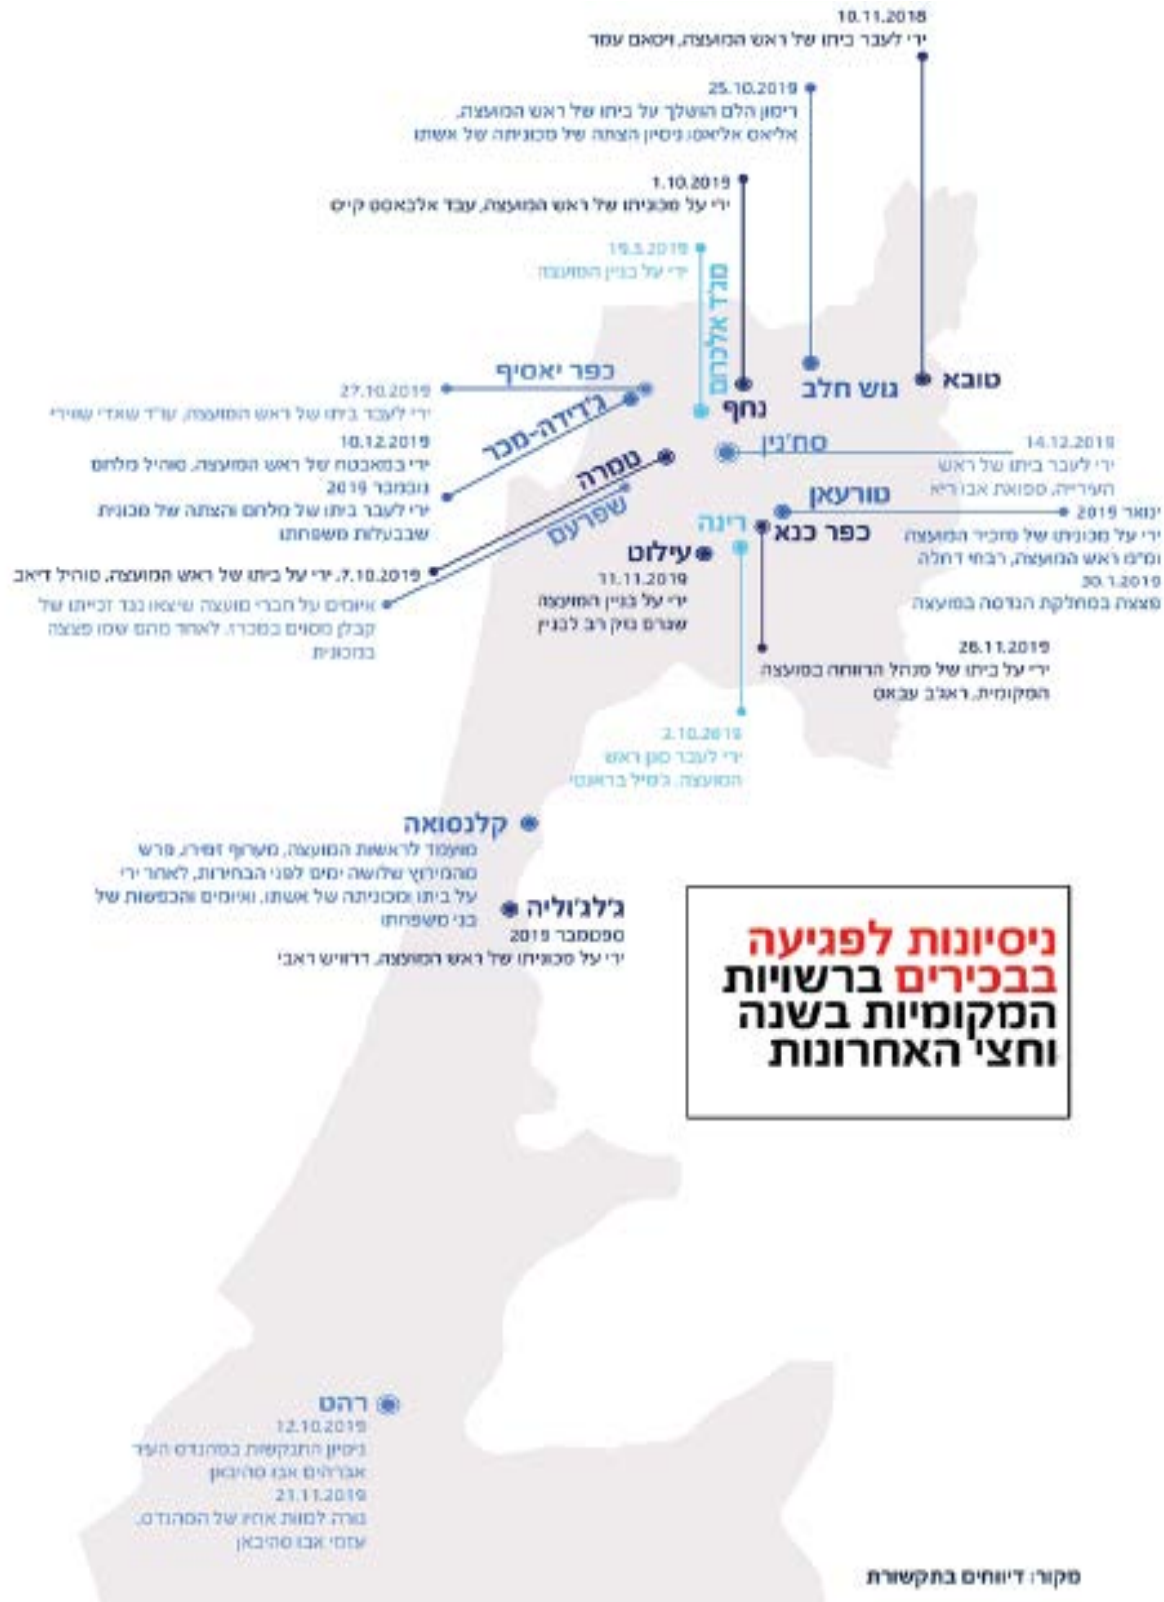 10.11.2018
ירי לעבר ביתו של ראש המועצה, ויסאם עמר
טובא
25.10.2019
רימון הלם הושלך על ביתו של ראש המועצה,
אליאס אליאס; ניסיון הצתה של מכוניתה של אשתו
גוש חלב
1.10.2019
ירי על מכוניתו של ראש המועצה, עבד אלבאסט קייס
נחף
19.5.2019
ירי על בניין המועצה
מג'ד אלכרום
כפר יאסיף
27.10.2019
ירי לעבר ביתו של ראש המועצה, עו"ד שאדי שווירי
ג'דידה-מכר
10.12.2019
ירי במאבטח של ראש המועצה, סוהיל מלחם
נובמבר 2019
ירי לעבר ביתו של מלחם והצתה של מכונית
שבבעלות משפחתו
טמרה
7.10.2019, ירי על ביתו של ראש המועצה, סוהיל דיאב
שפרעם
איומים על חברי מועצה שיצאו נגד זכייתו של
קבלן מסוים במכרז. לאחד מהם שמו פצצה
במכונית
סח'נין
14.12.2019
ירי לעבר ביתו של ראש
העירייה, ספואת אבו ריא
טורעאן
ינואר 2019
ירי על מכוניתו של מזכיר המועצה
ומ"מ ראש המועצה, רבחי דחלה
30.1.2019
פצצה במחלקת הנדסה במועצה
כפר כנא
26.11.2019
ירי על ביתו של מנהל הרווחה במועצה
המקומית, ראג'ב עבאס
ריינה
2.10.2019
ירי לעבר סגן ראש
המועצה, ג'מיל בראנסי
עילוט
11.11.2019
ירי על בניין המועצה
שגרם נזק רב לבניין
קלנסואה
מועמד לראשות המועצה, מערוף זמירו, פרש
מהמירוץ שלושה ימים לפני הבחירות, לאחר ירי
על ביתו ומכוניתה של אשתו, ואיומים והכפשות של
בני משפחתו
ג'לג'וליה
ספטמבר 2019
ירי על מכוניתו של ראש המועצה, דרוויש ראבי
ניסיונות לפגיעה
בבכירים ברשויות
המקומיות בשנה
וחצי האחרונות
רהט
12.10.2019
ניסיון התנקשות במהנדס העיר
אברהים אבו סהיבאן
21.11.2019
נורה למוות אחיו של המהנדס,
עזמי אבו סהיבאן
מקור: דיווחים בתקשורת